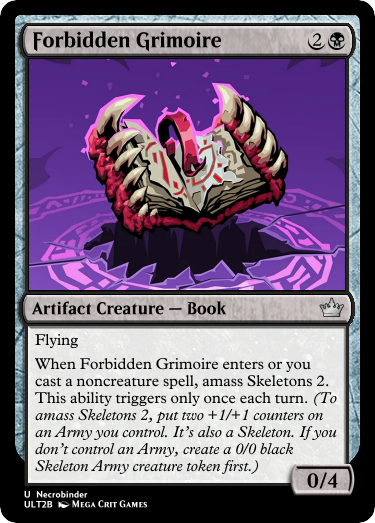 Forbidden Grimoire 2
Artifact Creature — Book
Flying
When Forbidden Grimoire enters or you
cast a noncreature spell, amass Skeletons 2.
This ability triggers only once each turn. (To
amass Skeletons 2, put two +1/+1 counters on
an Army you control. It's also a Skeleton. If you
don't control an Army, create a 0/0 black
Skeleton Army creature token first.)
0/4
U Necrobinder
ULT2B Mega Crit Games